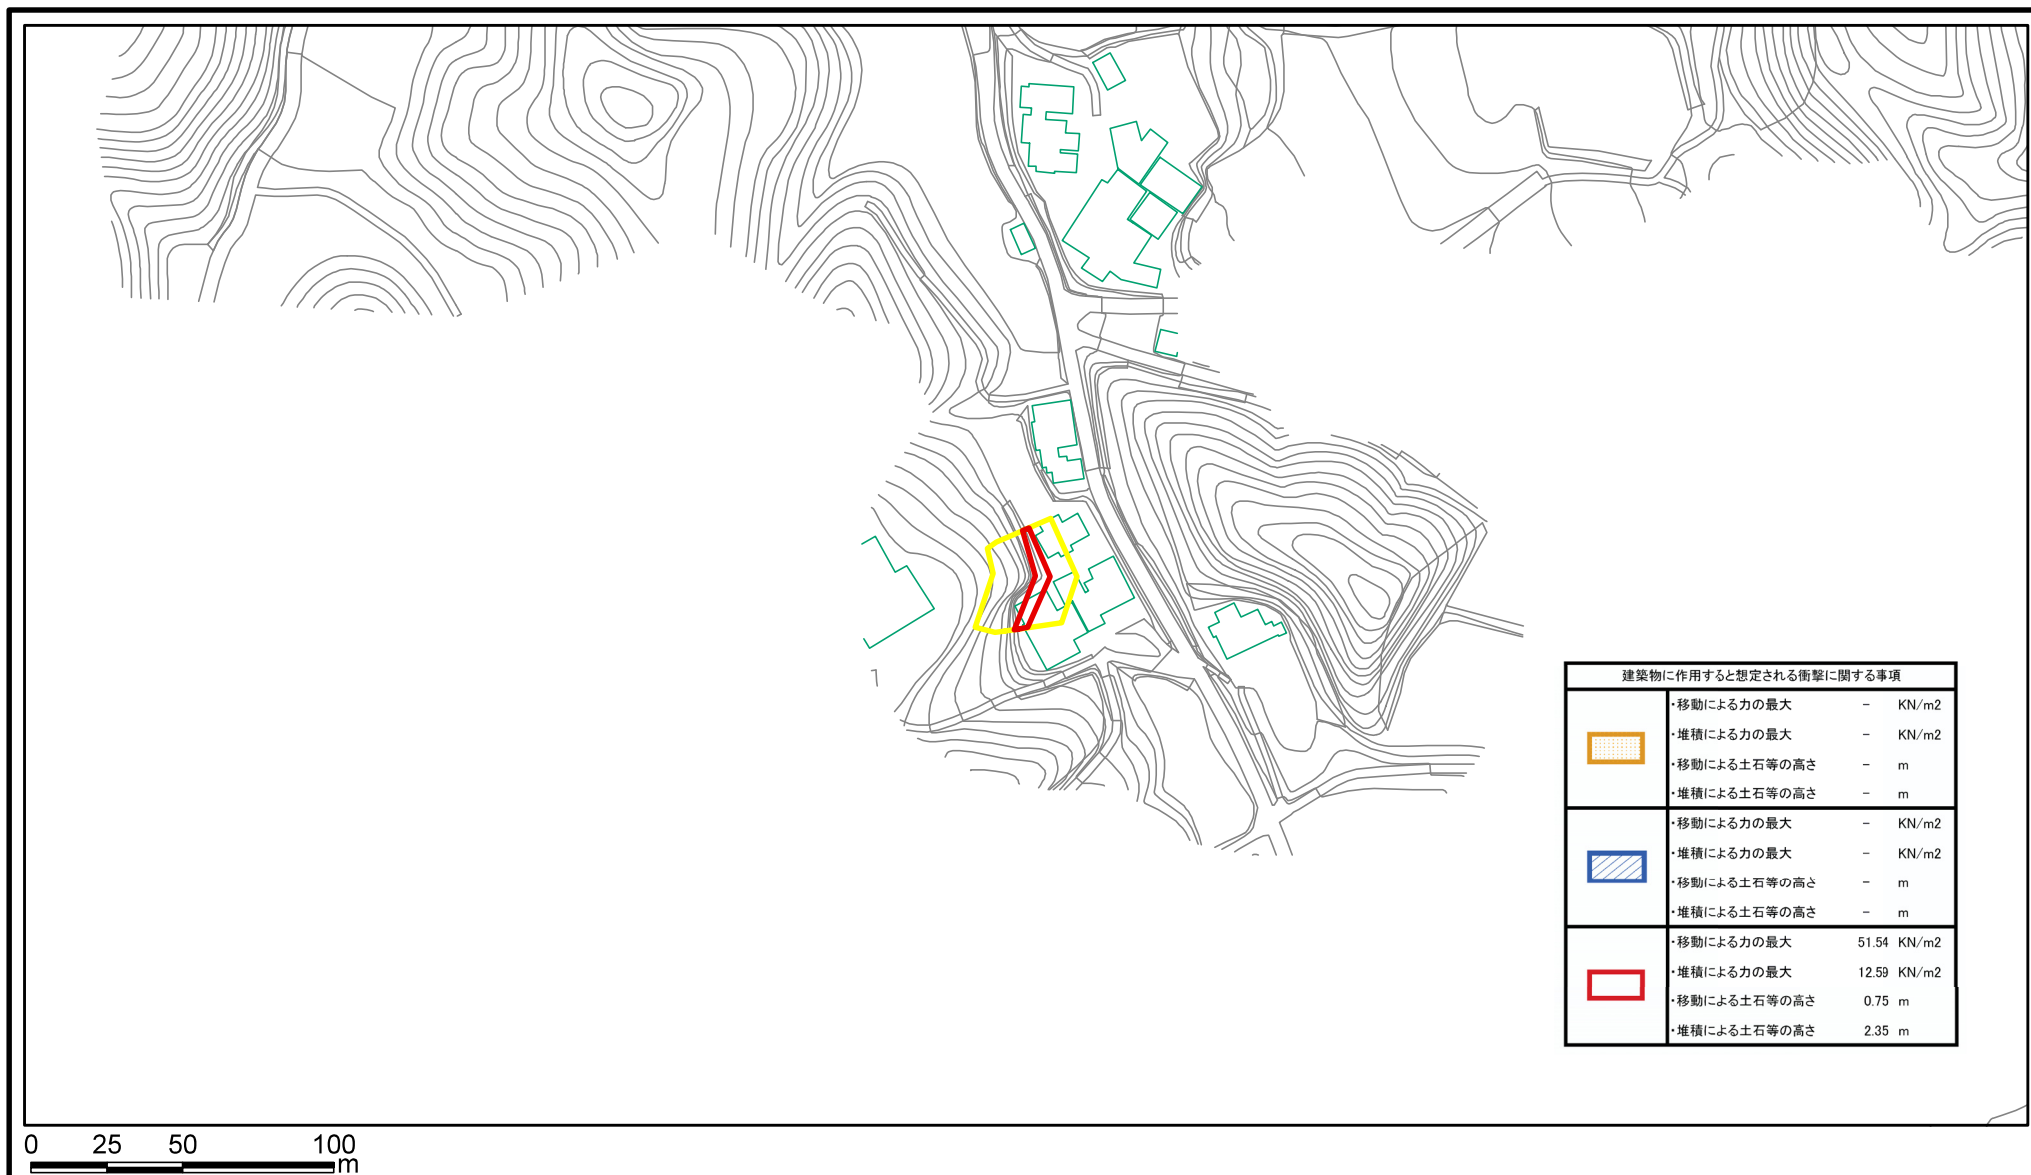 建築物に作用すると想定される衝撃に関する事項
・移動による力の最大 － KN/m2
・堆積による力の最大 － KN/m2
・移動による土石等の高さ － m
・堆積による土石等の高さ － m
・移動による力の最大 － KN/m2
・堆積による力の最大 － KN/m2
・移動による土石等の高さ － m
・堆積による土石等の高さ － m
・移動による力の最大 51.54 KN/m2
・堆積による力の最大 12.59 KN/m2
・移動による土石等の高さ 0.75 m
・堆積による土石等の高さ 2.35 m
0 25 50 100
m